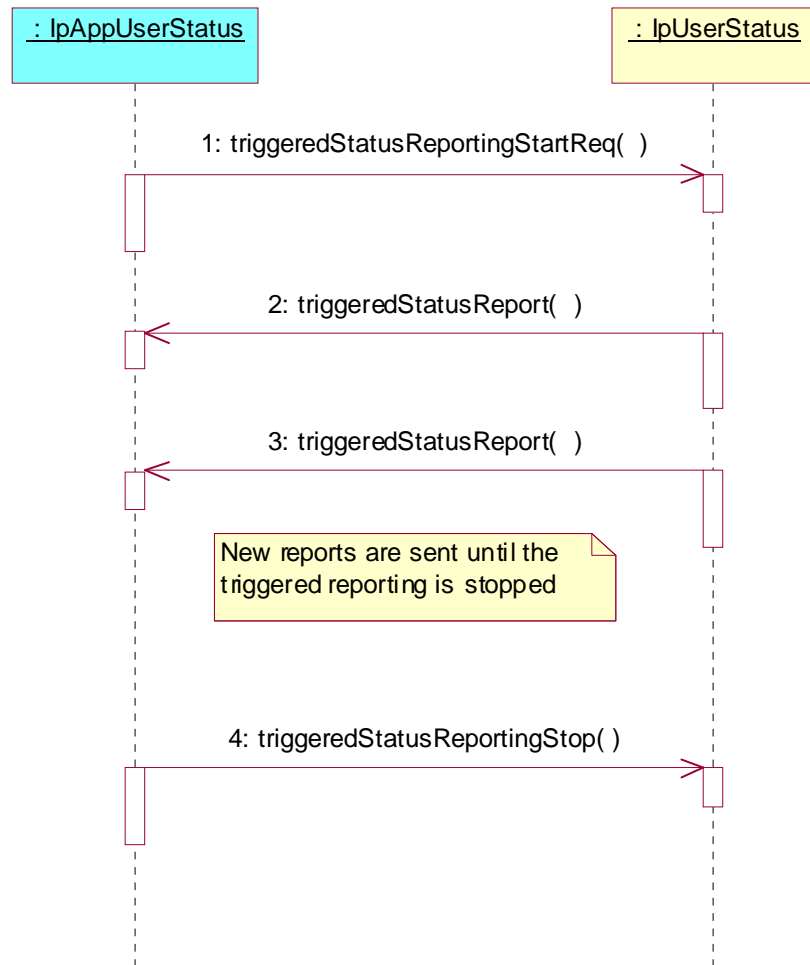 : IpAppUserStatus
: IpUserStatus
1: triggeredStatusReportingStartReq( )
2: triggeredStatusReport( )
3: triggeredStatusReport( )
New reports are sent until the
triggered reporting is stopped
4: triggeredStatusReportingStop( )